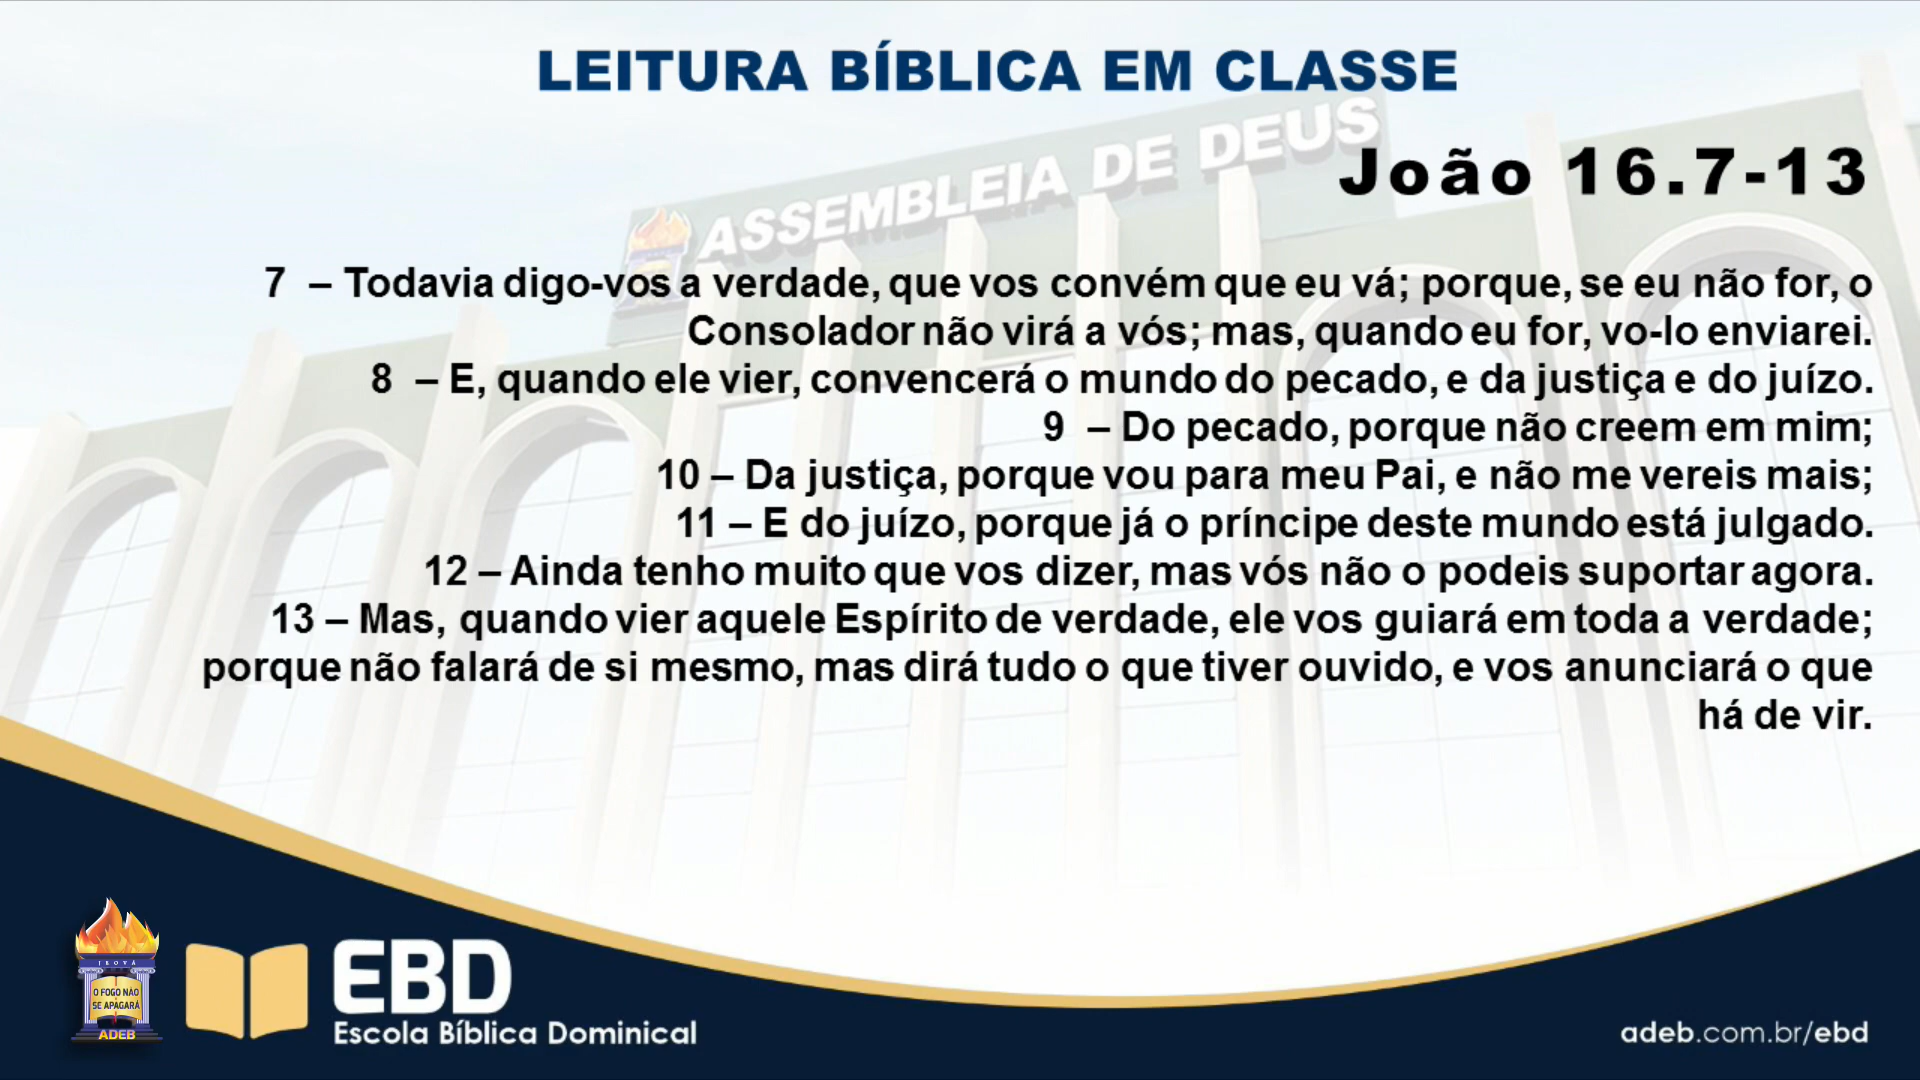 LEITURA BÍBLICA EM CLASSE
ASSEMBLEIA DE DEUS
João 16.7-13
7 – Todavia digo-vos a verdade, que vos convém que eu vá; porque, se eu não for, o
Consolador não virá a vós; mas, quando eu for, vo-lo enviarei.
8 – E, quando ele vier, convencerá o mundo do pecado, e da justiça e do juízo.
9 – Do pecado, porque não creem em mim;
10 – Da justiça, porque vou para meu Pai, e não me vereis mais;
11 – E do juízo, porque já o príncipe deste mundo está julgado.
12 – Ainda tenho muito que vos dizer, mas vós não o podeis suportar agora.
13 – Mas, quando vier aquele Espírito de verdade, ele vos guiará em toda a verdade;
porque não falará de si mesmo, mas dirá tudo o que tiver ouvido, e vos anunciará o que
há de vir.
JEOVÁ
O FOGO NÃO
SE APAGARÁ
ADEB
EBD
Escola Bíblica Dominical
adeb.com.br/ebd